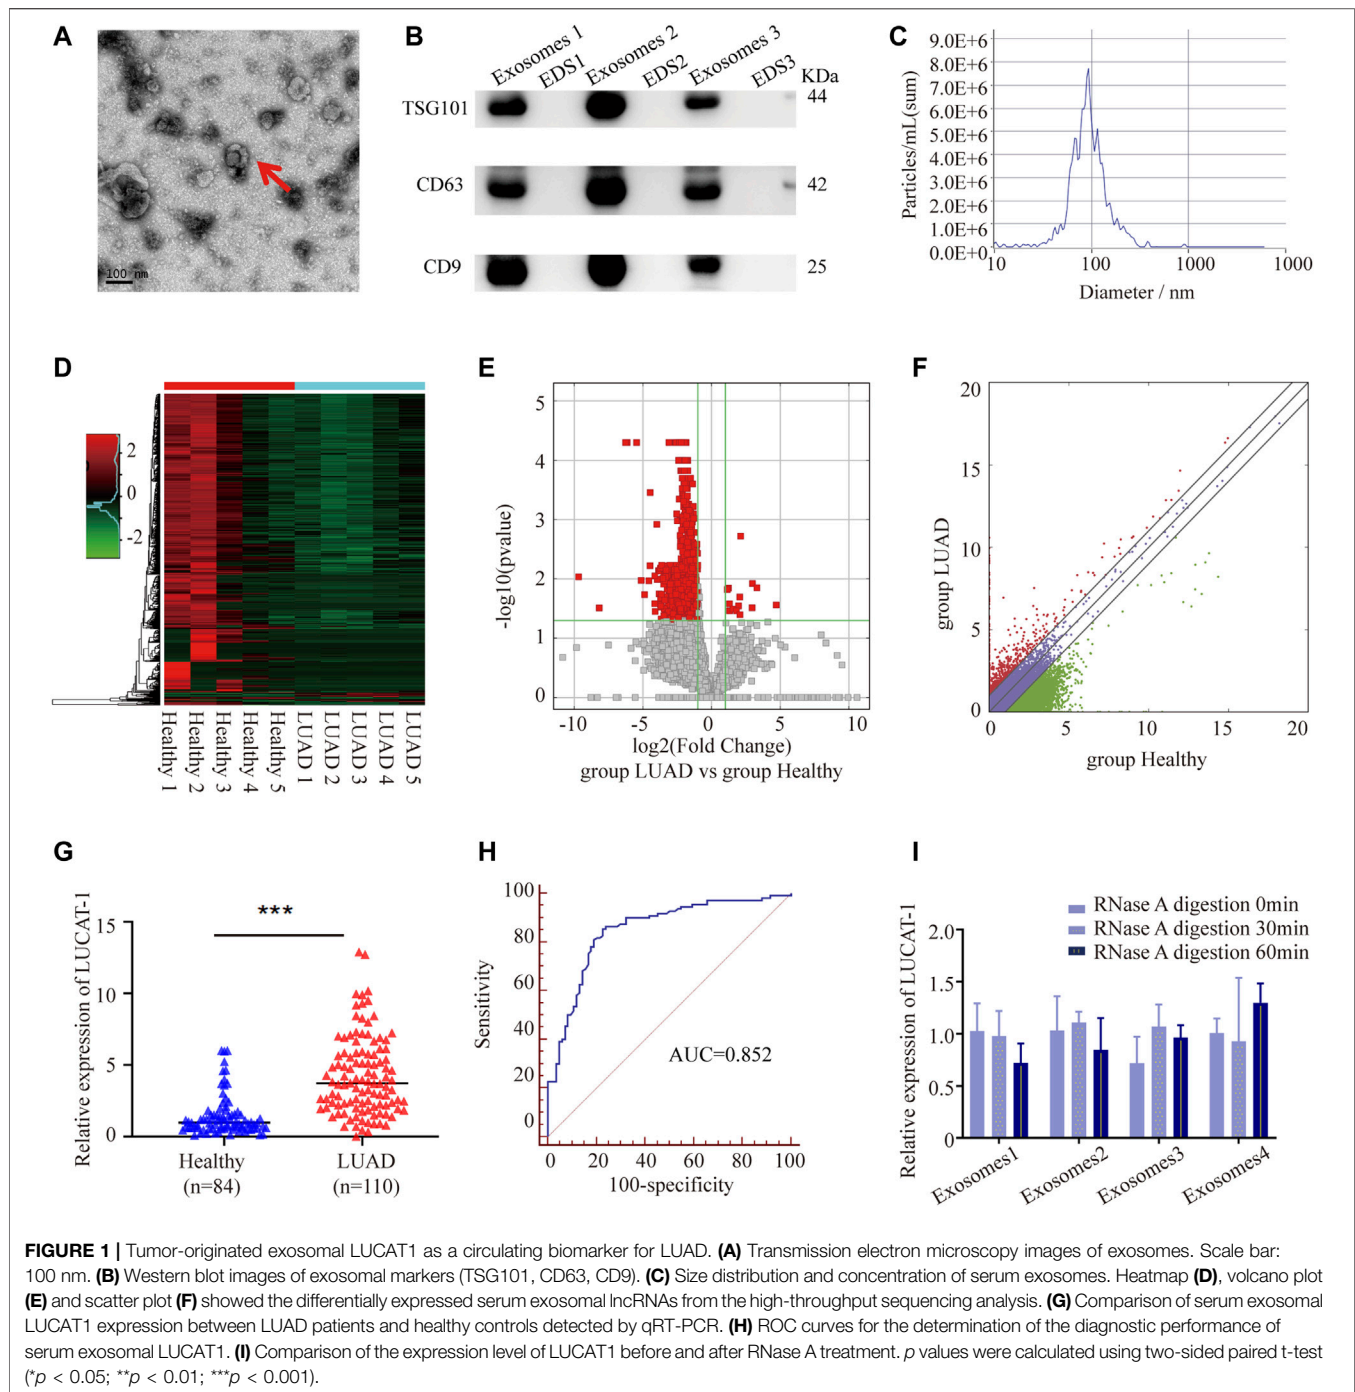 A
100 nm
B
Exosomes 1
EDS1
Exosomes 2
EDS2
Exosomes 3
EDS3
KDa
TSG101
44
CD63
42
CD9
25
C
Particles/mL(sum)
9.0E+6
8.0E+6
7.0E+6
6.0E+6
5.0E+6
4.0E+6
3.0E+6
2.0E+6
1.0E+6
0.0E+0
10 100 1000 1000
Diameter / nm
D
2
0
-2
Healthy 1
Healthy 2
Healthy 3
Healthy 4
Healthy 5
LUAD 1
LUAD 2
LUAD 3
LUAD 4
LUAD 5
E
-log10(pvalue)
5
4
3
2
1
0
-10 -5 0 5 10
log2(Fold Change)
group LUAD vs group Healthy
F
group LUAD
20
15
10
5
0
0 5 10 15 20
group Healthy
G
Relative expression of LUCAT-1
***
15
10
5
0
Healthy LUAD
(n=84) (n=110)
H
Sensitivity
100
80
60
40
20
0
AUC=0.852
0 20 40 60 80 100
100-specificity
I
Relative expression of LUCAT-1
RNase A digestion 0min
RNase A digestion 30min
RNase A digestion 60min
2.0
1.5
1.0
0.5
0
Exosomes1
Exosomes2
Exosomes3
Exosomes4
FIGURE 1 | Tumor-originated exosomal LUCAT1 as a circulating biomarker for LUAD. (A) Transmission electron microscopy images of exosomes. Scale bar:
100 nm. (B) Western blot images of exosomal markers (TSG101, CD63, CD9). (C) Size distribution and concentration of serum exosomes. Heatmap (D), volcano plot
(E) and scatter plot (F) showed the differentially expressed serum exosomal lncRNAs from the high-throughput sequencing analysis. (G) Comparison of serum exosomal
LUCAT1 expression between LUAD patients and healthy controls detected by qRT-PCR. (H) ROC curves for the determination of the diagnostic performance of
serum exosomal LUCAT1. (I) Comparison of the expression level of LUCAT1 before and after RNase A treatment. p values were calculated using two-sided paired t-test
(*p < 0.05; **p < 0.01; ***p < 0.001).